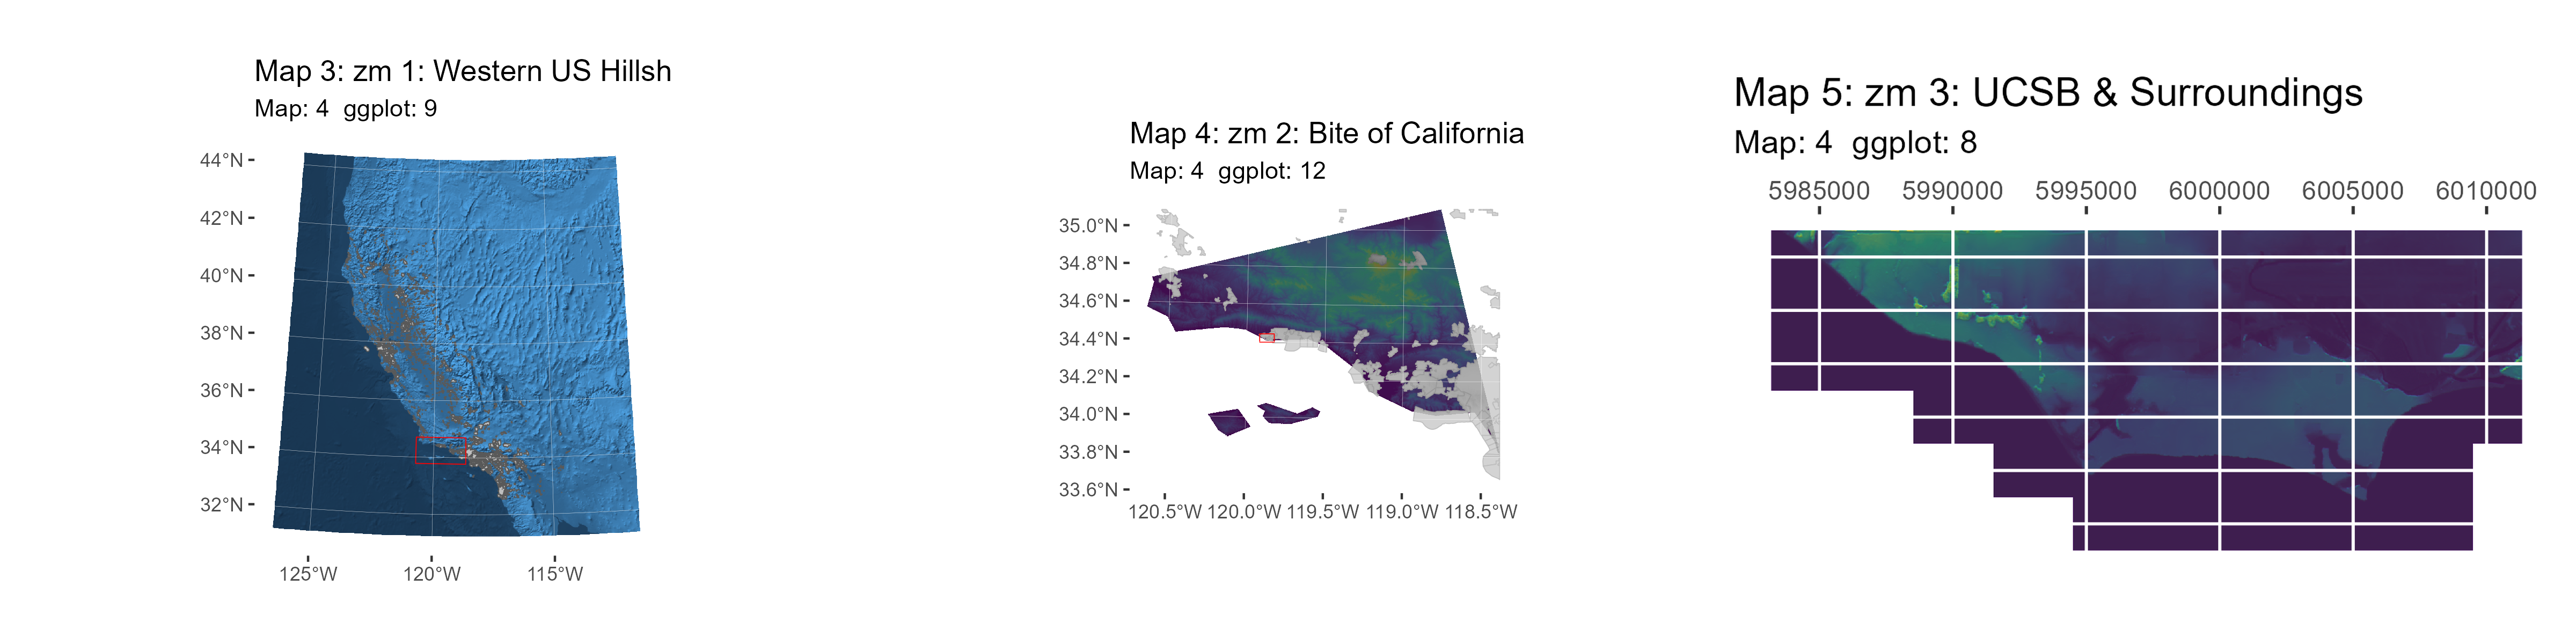 Map 3: zm 1: Western US Hillsh
Map: 4  ggplot: 9
44°N
42°N
40°N
38°N
36°N
34°N
32°N
125°W 120°W 115°W
Map 4: zm 2: Bite of California
Map: 4  ggplot: 12
35.0°N
34.8°N
34.6°N
34.4°N
34.2°N
34.0°N
33.8°N
33.6°N
120.5°W 120.0°W 119.5°W 119.0°W 118.5°W
Map 5: zm 3: UCSB & Surroundings
Map: 4  ggplot: 8
5985000 5990000 5995000 6000000 6005000 6010000